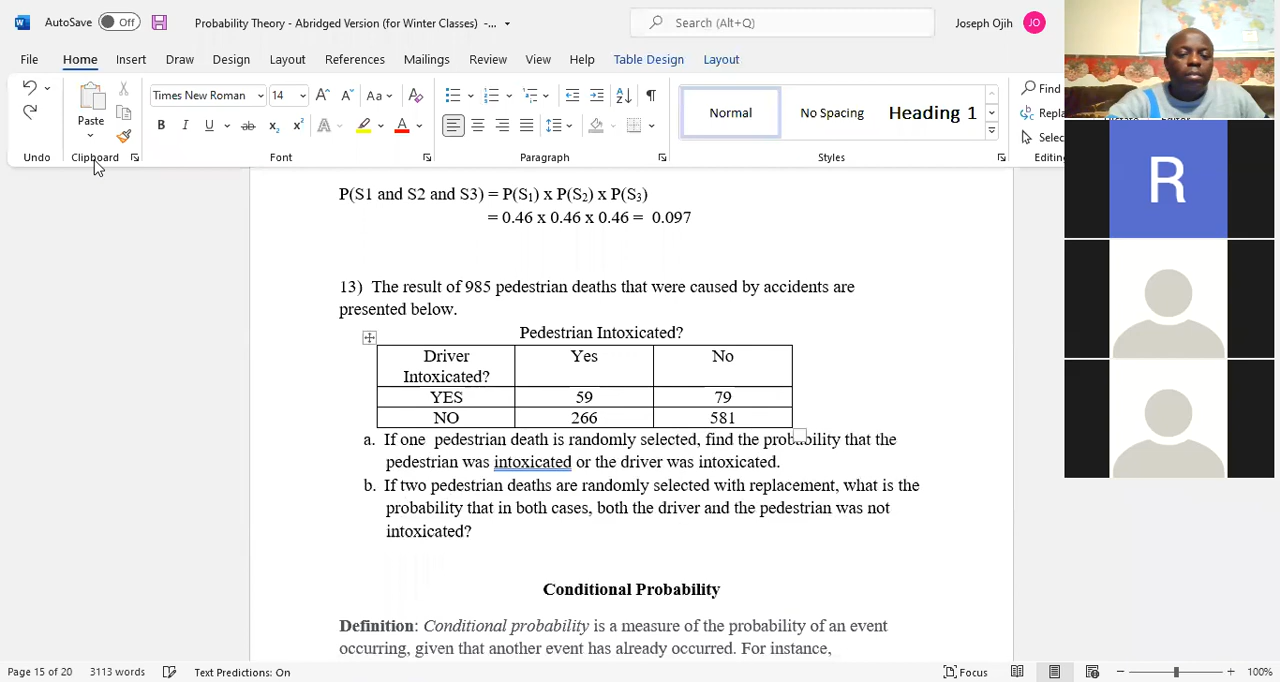 AutoSave Off Probability Theory - Abridged Version (for Winter Classes) -... Search (Alt+Q) Joseph Ojih JO
File Home Insert Draw Design Layout References Mailings Review View Help Table Design Layout
Times New Roman 14 Aa Normal No Spacing Heading 1 Find
Paste Repla
Selec
Undo Clipboard Font Paragraph Styles Editing
P(S1 and S2 and S3) = P(S1) x P(S2) x P(S3)
= 0.46 x 0.46 x 0.46 = 0.097
13) The result of 985 pedestrian deaths that were caused by accidents are
presented below.
Pedestrian Intoxicated?
Driver Intoxicated? Yes No
YES 59 79
NO 266 581
a. If one pedestrian death is randomly selected, find the probability that the
pedestrian was intoxicated or the driver was intoxicated.
b. If two pedestrian deaths are randomly selected with replacement, what is the
probability that in both cases, both the driver and the pedestrian was not
intoxicated?
Conditional Probability
Definition: Conditional probability is a measure of the probability of an event
occurring, given that another event has already occurred. For instance,
R
Page 15 of 20 3113 words Text Predictions: On Focus 100%